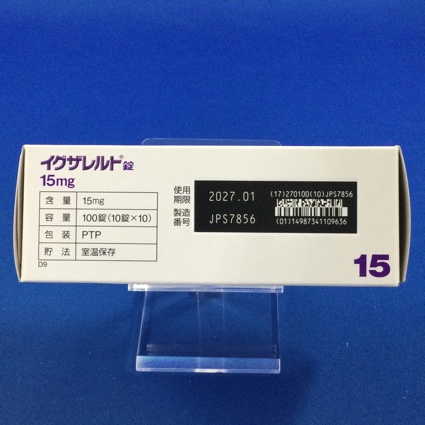 イグザレルト®錠
15mg
含量 15mg
容量 100錠(10錠×10)
包装 PTP
貯法 室温保存
D9
使用期限 2027.01
製造番号 JPS7856
(17)270100(10)JPS7856
(01)14987341109636
15